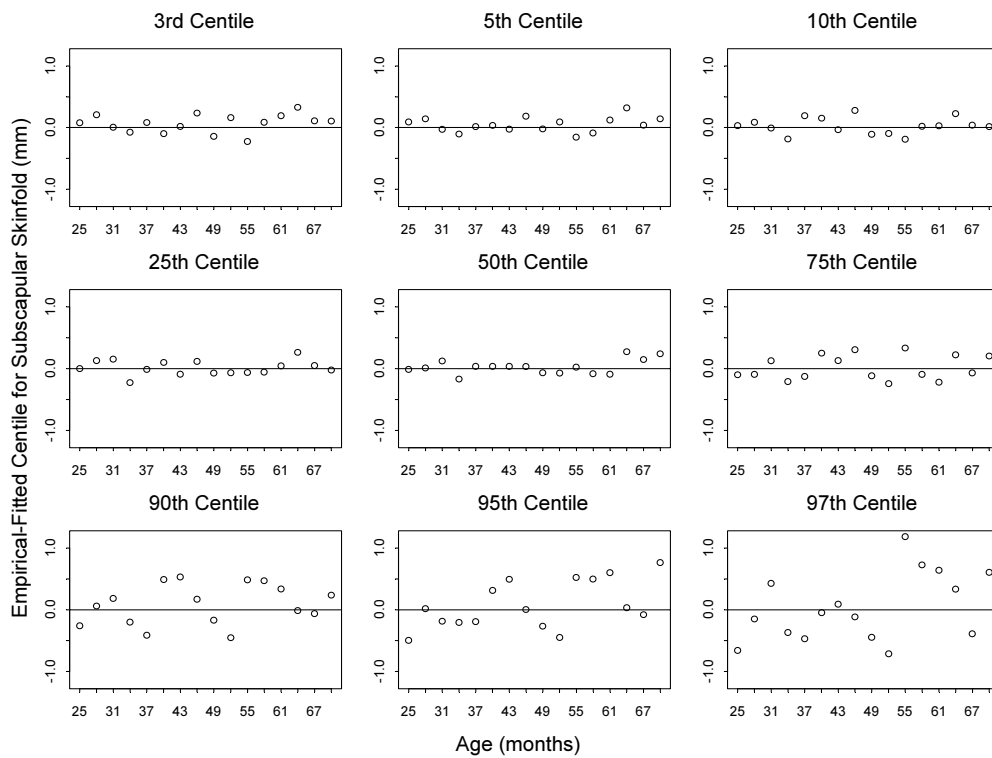 3rd Centile
5th Centile
10th Centile
Empirical-Fitted Centile for Subscapular Skinfold (mm)
1.0
0.0
-1.0
25 31 37 43 49 55 61 67
1.0
0.0
-1.0
25 31 37 43 49 55 61 67
1.0
0.0
-1.0
25 31 37 43 49 55 61 67
25th Centile
50th Centile
75th Centile
1.0
0.0
-1.0
25 31 37 43 49 55 61 67
1.0
0.0
-1.0
25 31 37 43 49 55 61 67
1.0
0.0
-1.0
25 31 37 43 49 55 61 67
90th Centile
95th Centile
97th Centile
1.0
0.0
-1.0
25 31 37 43 49 55 61 67
1.0
0.0
-1.0
25 31 37 43 49 55 61 67
1.0
0.0
-1.0
25 31 37 43 49 55 61 67
Age (months)